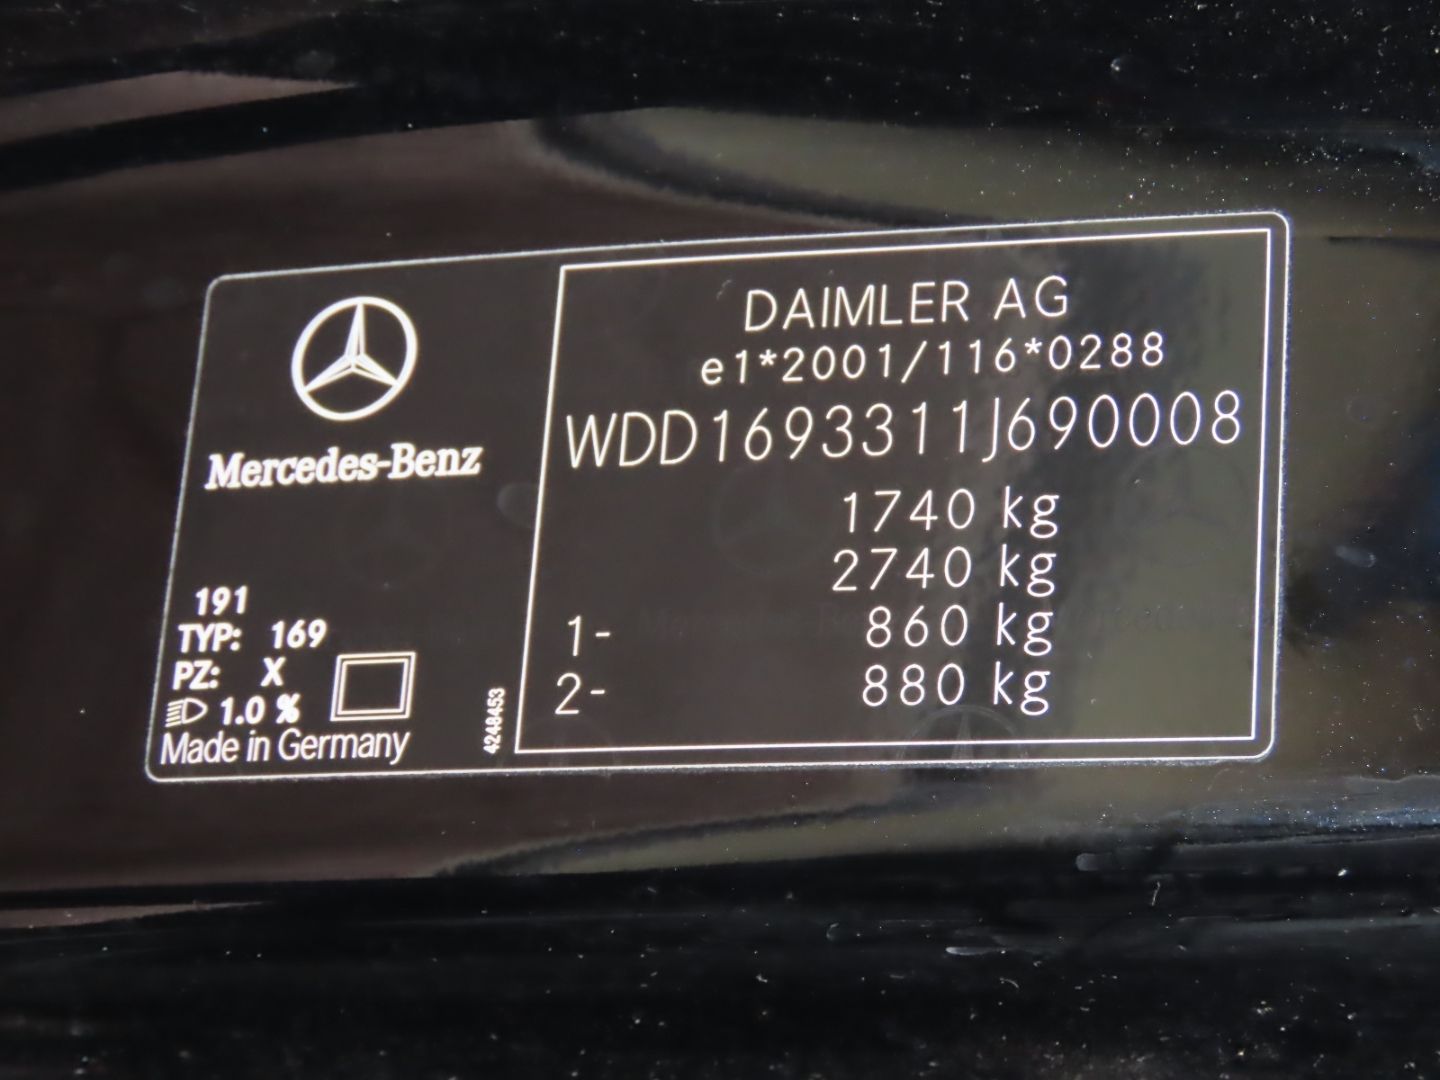 Mercedes-Benz
191
TYP: 169
PZ: X
1.0 %
Made in Germany
4248453
DAIMLER AG
e1*2001/116*0288
WDD1693311J690008
1740 kg
2740 kg
1- 860 kg
2- 880 kg